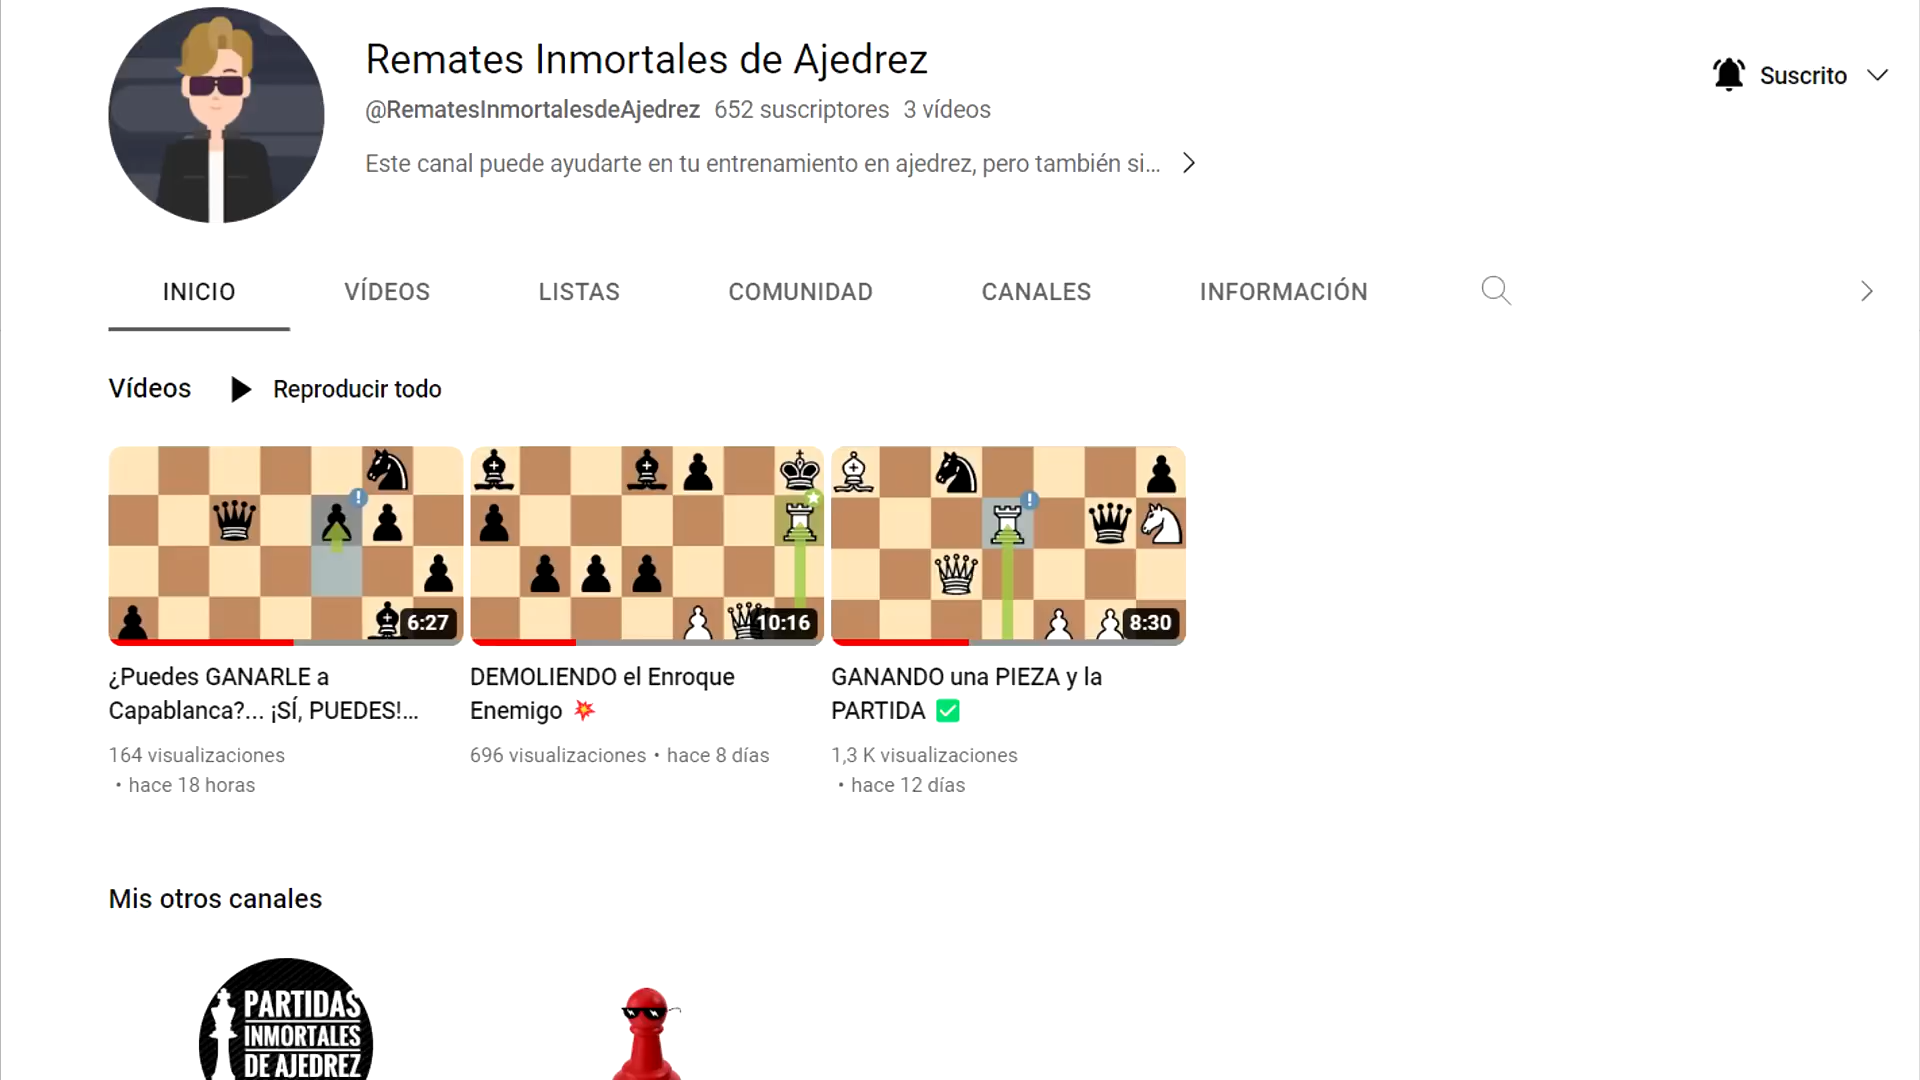 Remates Inmortales de Ajedrez
@RematesInmortalesdeAjedrez 652 suscriptores 3 vídeos
Suscrito
Este canal puede ayudarte en tu entrenamiento en ajedrez, pero también si...
INICIO VÍDEOS LISTAS COMUNIDAD CANALES INFORMACIÓN
Vídeos Reproducir todo
6:27 10:16 8:30
¿Puedes GANARLE a
Capablanca?... ¡SÍ, PUEDES!...
164 visualizaciones
• hace 18 horas
DEMOLIENDO el Enroque
Enemigo 💥
696 visualizaciones • hace 8 días
GANANDO una PIEZA y la
PARTIDA ✅
1,3 K visualizaciones
• hace 12 días
Mis otros canales
PARTIDAS
INMORTALES
DE AJEDREZ